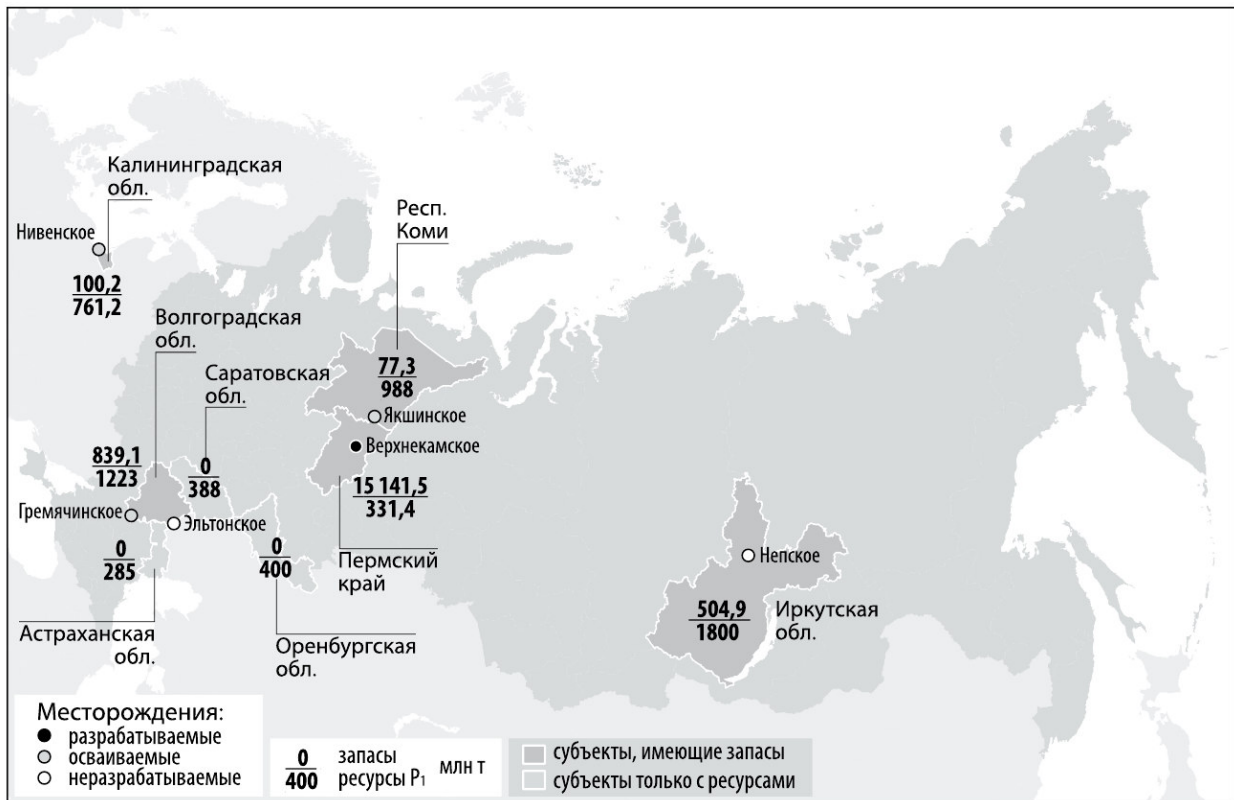 Калининградская
обл.
Нивенское
100,2
761,2
Респ.
Коми
77,3
988
Якшинское
Верхнекамское
15 141,5
331,4
Пермский
край
Волгоградская
обл.
Саратовская
обл.
839,1
1223
0
388
Гремячинское
Эльтонское
0
285
0
400
Астраханская
обл.
Оренбургская
обл.
Непское
504,9
1800
Иркутская
обл.
Месторождения:
разрабатываемые
осваиваемые
неразрабатываемые
0 запасы
400 ресурсы P₁ млн т
субъекты, имеющие запасы
субъекты только с ресурсами